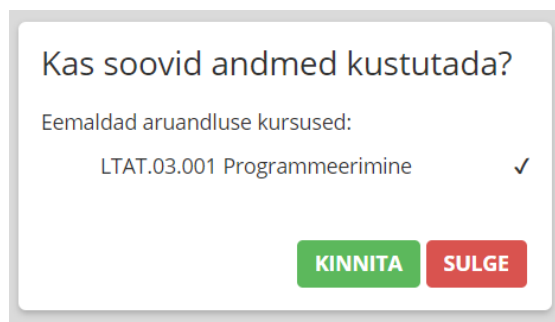 Kas soovid andmed kustutada?
Eemaldad aruandluse kursused:
LTAT.03.001 Programmeerimine ✓
KINNITA SULGE